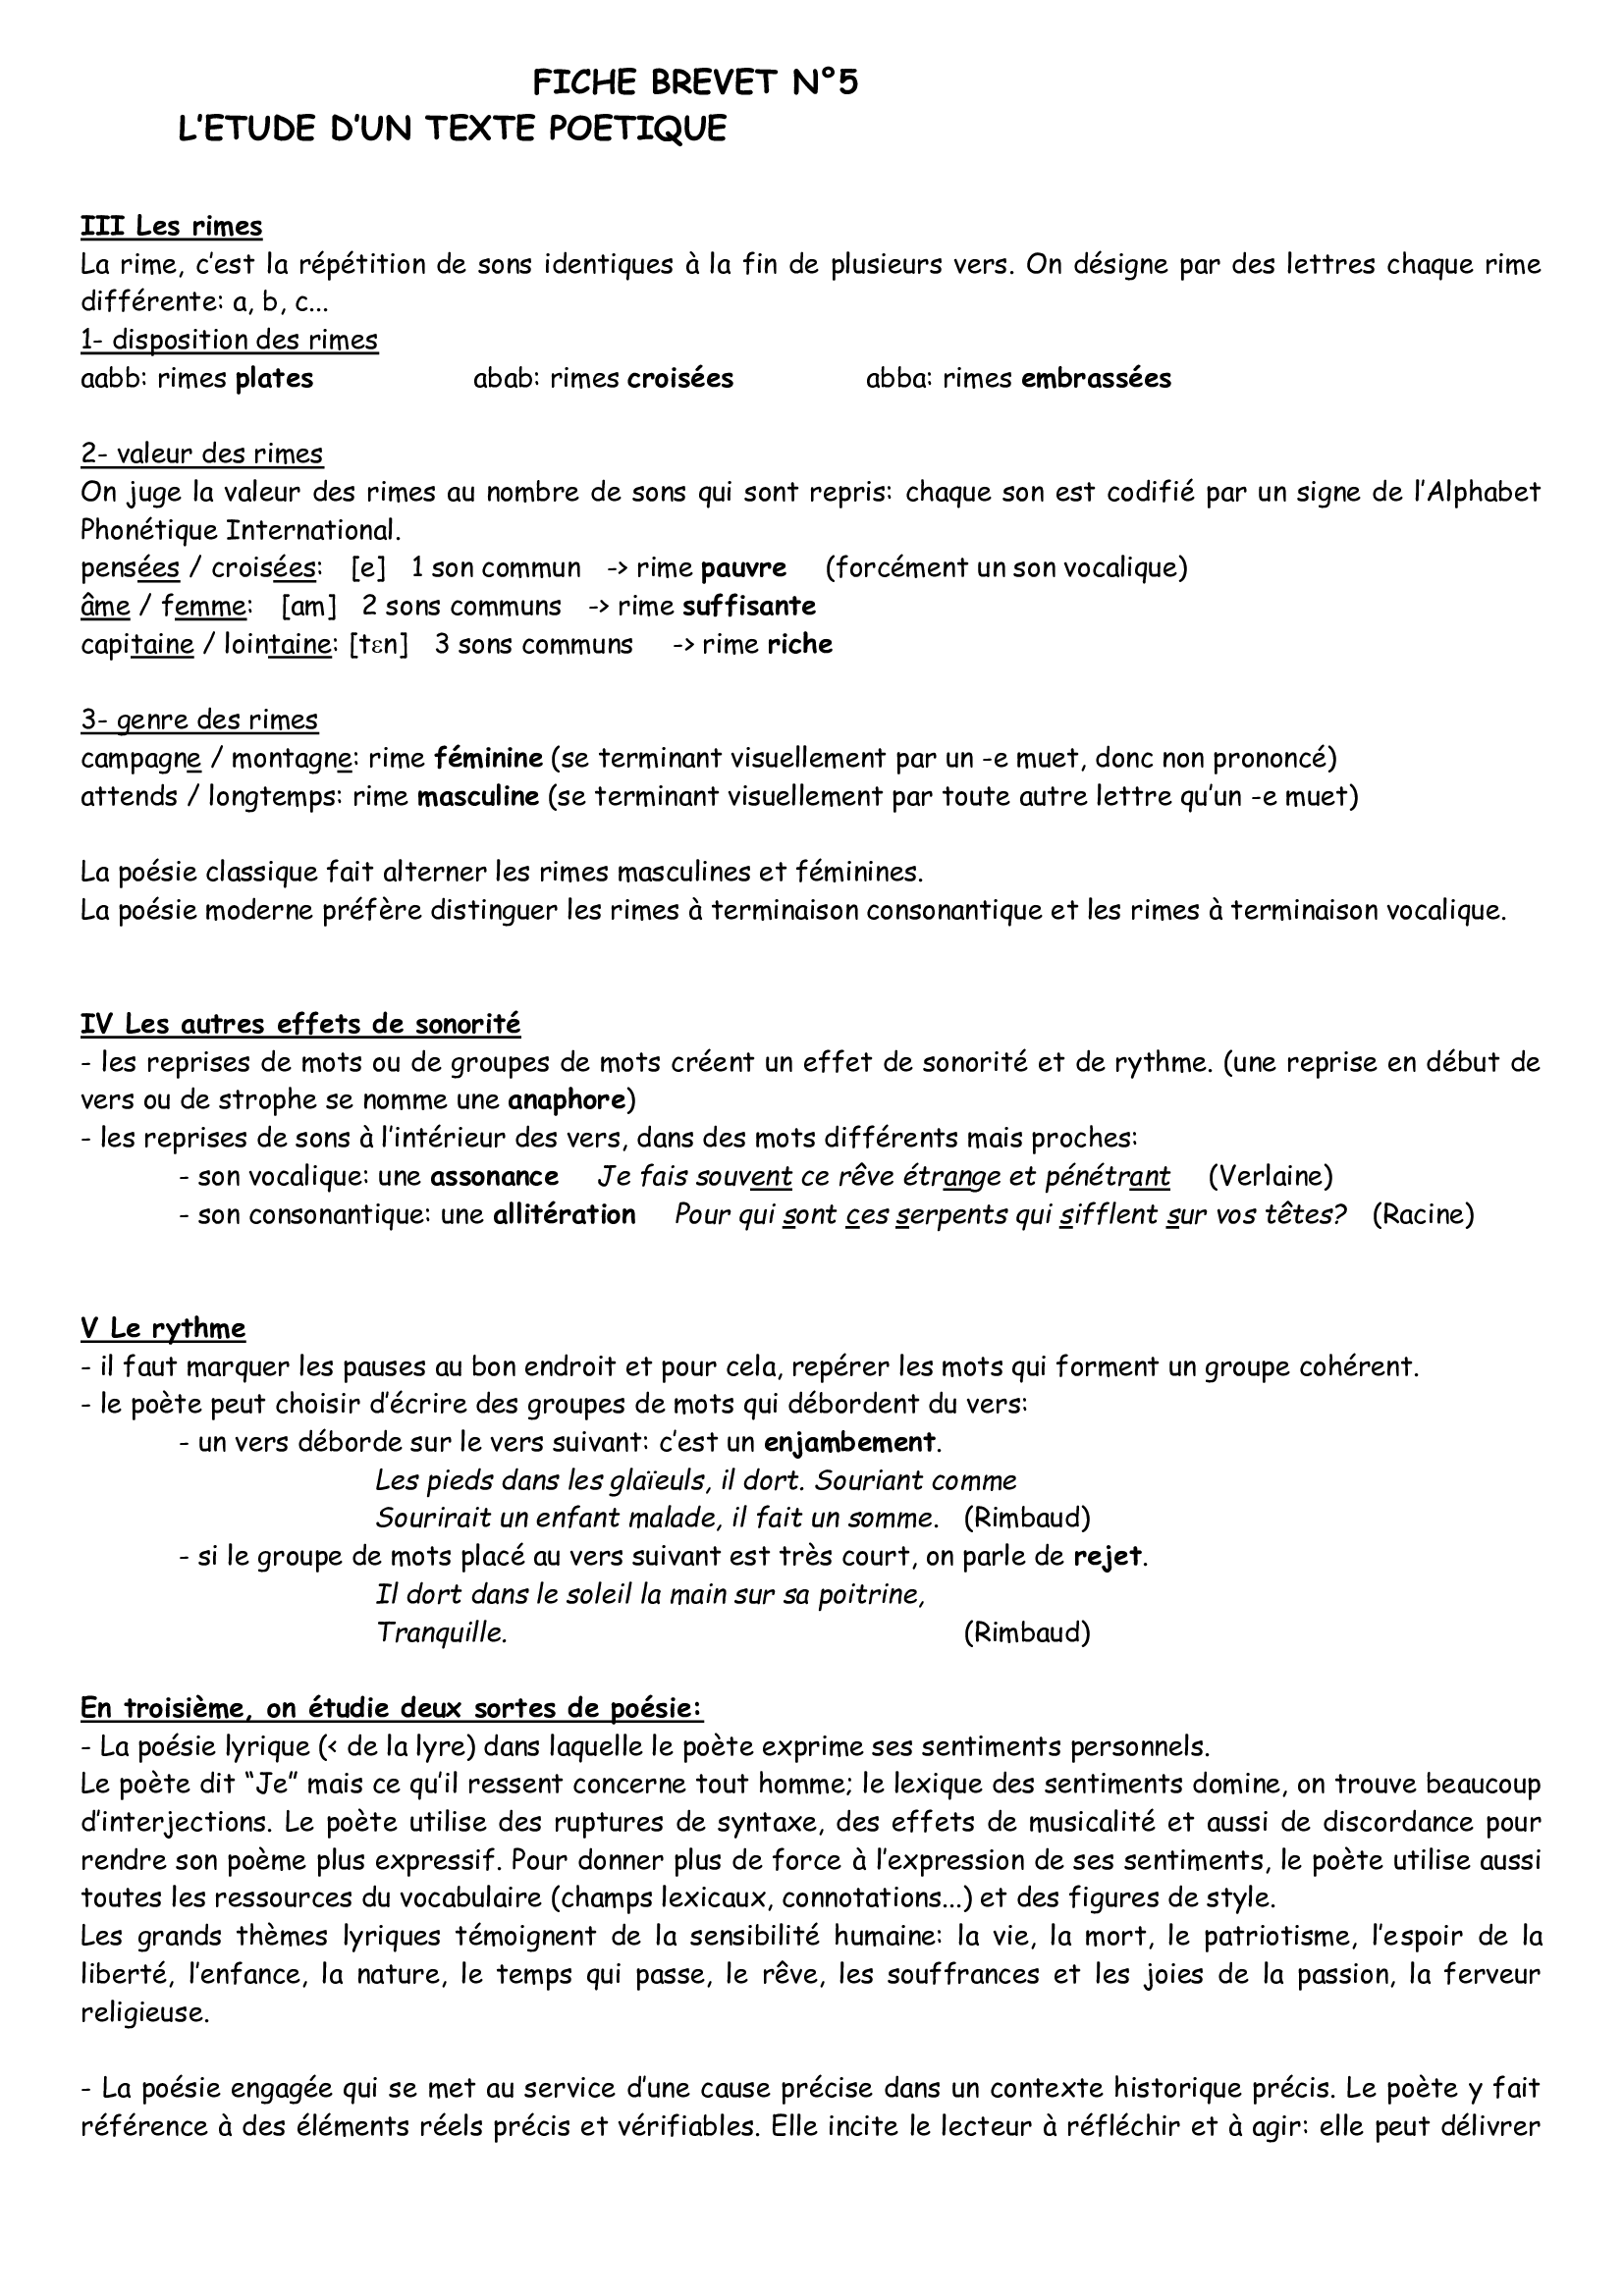 FICHE BREVET N°5
L'ETUDE D'UN TEXTE POETIQUE
III Les rimes
La rime, c'est la répétition de sons identiques à la fin de plusieurs vers. On désigne par des lettres chaque rime
différente: a, b, c...
1- disposition des rimes
aabb: rimes plates abab: rimes croisées abba: rimes embrassées
2- valeur des rimes
On juge la valeur des rimes au nombre de sons qui sont repris: chaque son est codifié par un signe de l'Alphabet
Phonétique International.
pensées / croisées: [e] 1 son commun -> rime pauvre (forcément un son vocalique)
âme / femme: [am] 2 sons communs -> rime suffisante
capitaine / lointaine: [tεn] 3 sons communs -> rime riche
3- genre des rimes
campagne / montagne: rime féminine (se terminant visuellement par un -e muet, donc non prononcé)
attends / longtemps: rime masculine (se terminant visuellement par toute autre lettre qu'un -e muet)
La poésie classique fait alterner les rimes masculines et féminines.
La poésie moderne préfère distinguer les rimes à terminaison consonantique et les rimes à terminaison vocalique.
IV Les autres effets de sonorité
- les reprises de mots ou de groupes de mots créent un effet de sonorité et de rythme. (une reprise en début de
vers ou de strophe se nomme une anaphore)
- les reprises de sons à l'intérieur des vers, dans des mots différents mais proches:
- son vocalique: une assonance Je fais souvent ce rêve étrange et pénétrant (Verlaine)
- son consonantique: une allitération Pour qui sont ces serpents qui sifflent sur vos têtes? (Racine)
V Le rythme
- il faut marquer les pauses au bon endroit et pour cela, repérer les mots qui forment un groupe cohérent.
- le poète peut choisir d'écrire des groupes de mots qui débordent du vers:
- un vers déborde sur le vers suivant: c'est un enjambement.
Les pieds dans les glaïeuls, il dort. Souriant comme
Sourirait un enfant malade, il fait un somme. (Rimbaud)
- si le groupe de mots placé au vers suivant est très court, on parle de rejet.
Il dort dans le soleil la main sur sa poitrine,
Tranquille. (Rimbaud)
En troisième, on étudie deux sortes de poésie:
- La poésie lyrique (< de la lyre) dans laquelle le poète exprime ses sentiments personnels.
Le poète dit "Je" mais ce qu'il ressent concerne tout homme; le lexique des sentiments domine, on trouve beaucoup
d'interjections. Le poète utilise des ruptures de syntaxe, des effets de musicalité et aussi de discordance pour
rendre son poème plus expressif. Pour donner plus de force à l'expression de ses sentiments, le poète utilise aussi
toutes les ressources du vocabulaire (champs lexicaux, connotations...) et des figures de style.
Les grands thèmes lyriques témoignent de la sensibilité humaine: la vie, la mort, le patriotisme, l'espoir de la
liberté, l'enfance, la nature, le temps qui passe, le rêve, les souffrances et les joies de la passion, la ferveur
religieuse.
- La poésie engagée qui se met au service d'une cause précise dans un contexte historique précis. Le poète y fait
référence à des éléments réels précis et vérifiables. Elle incite le lecteur à réfléchir et à agir: elle peut délivrer